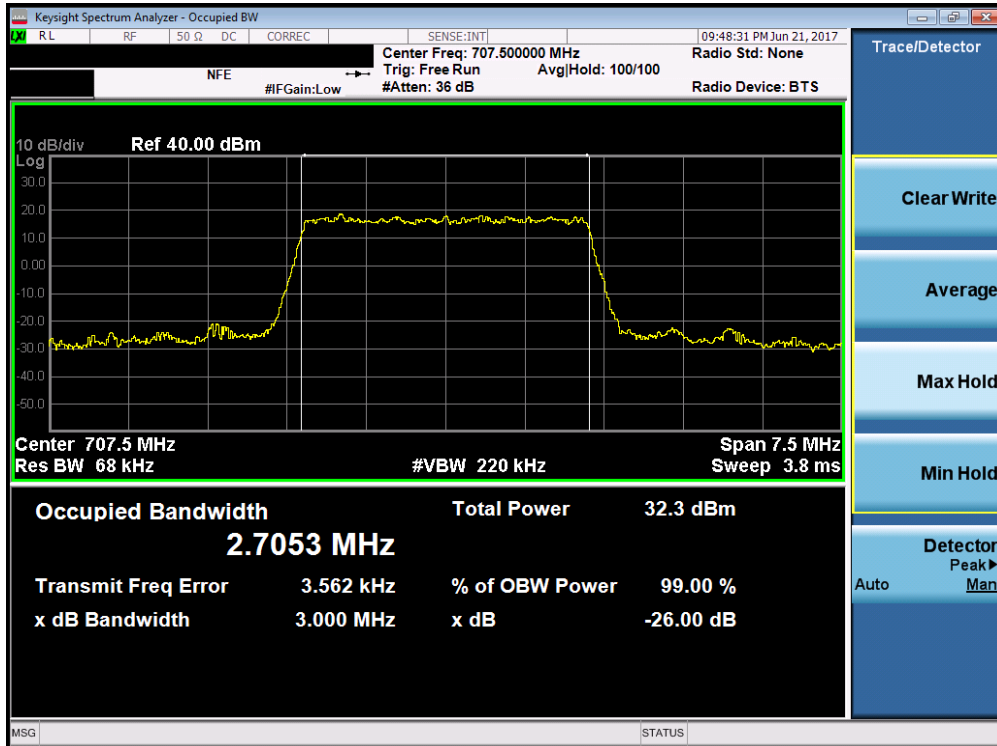 Keysight Spectrum Analyzer - Occupied BW
LXI RL RF 50 Ω DC CORREC SENSE:INT 09:48:31 PM Jun 21, 2017
Center Freq: 707.500000 MHz Radio Std: None
NFE Trig: Free Run Avg|Hold: 100/100
#IFGain:Low #Atten: 36 dB Radio Device: BTS
Trace/Detector
10 dB/div Ref 40.00 dBm
Log
30.0
20.0
10.0
0.00
-10.0
-20.0
-30.0
-40.0
-50.0
Center 707.5 MHz Span 7.5 MHz
Res BW 68 kHz #VBW 220 kHz Sweep 3.8 ms
Occupied Bandwidth Total Power 32.3 dBm
2.7053 MHz
Transmit Freq Error 3.562 kHz % of OBW Power 99.00 %
x dB Bandwidth 3.000 MHz x dB -26.00 dB
Clear Write
Average
Max Hold
Min Hold
Detector
Peak▶
Auto Man
MSG STATUS